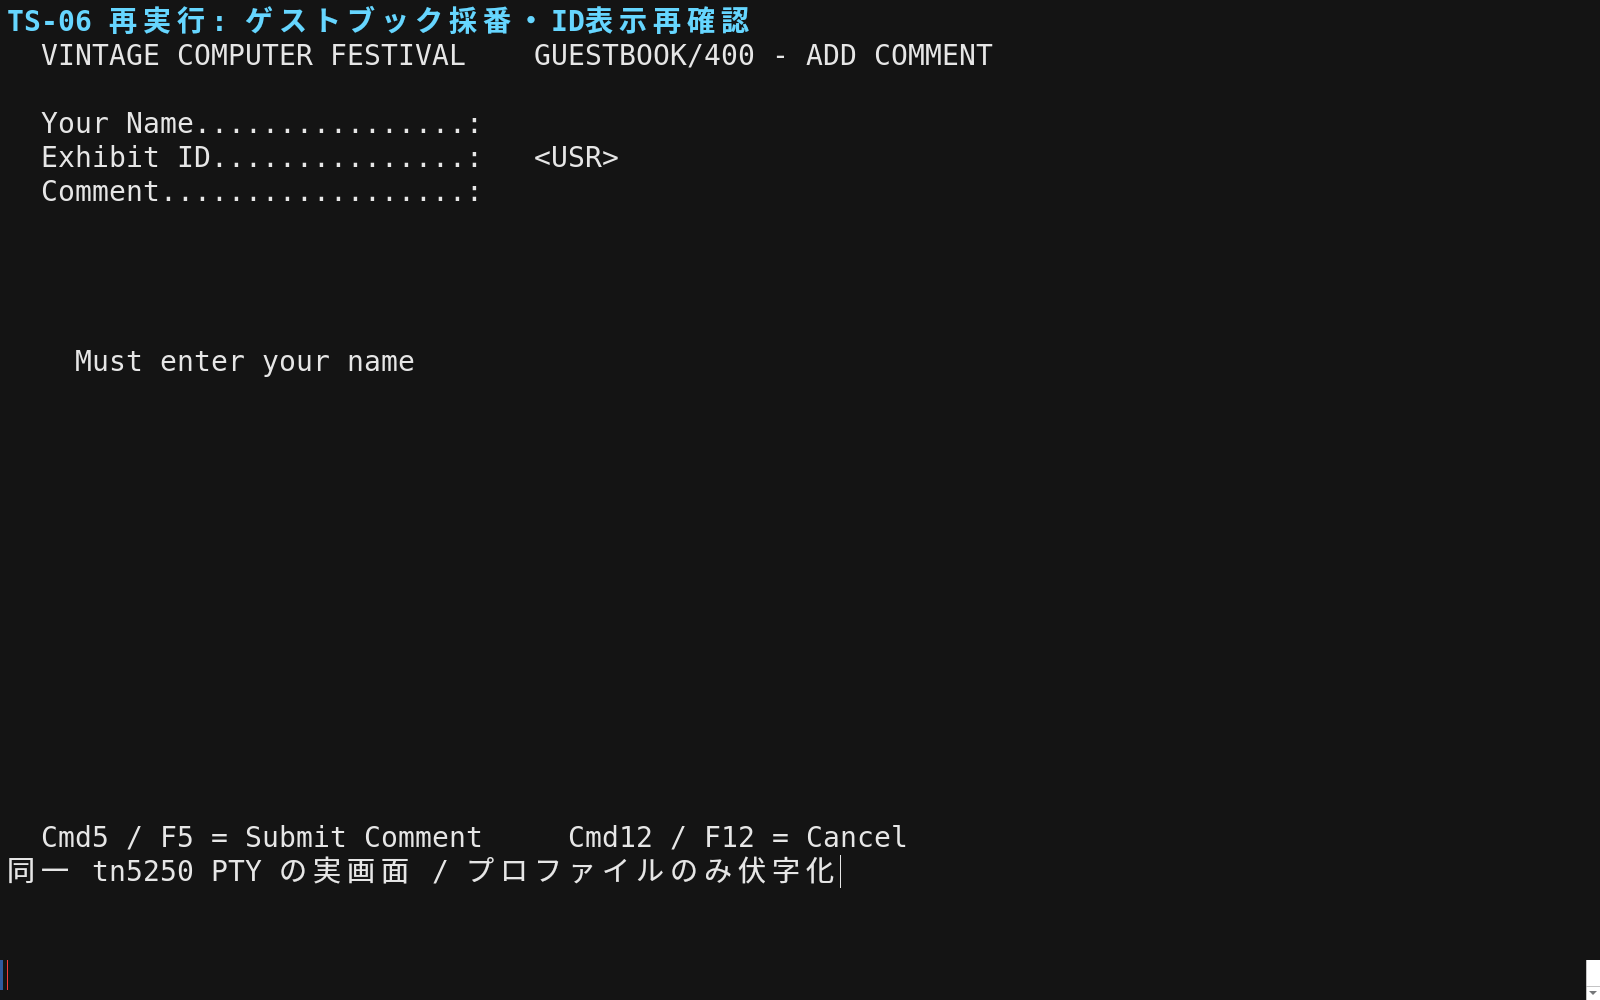 TS-06 再実行: ゲストブック採番・ID表示再確認
VINTAGE COMPUTER FESTIVAL    GUESTBOOK/400 - ADD COMMENT
Your Name................:
Exhibit ID...............:   <USR>
Comment..................:
Must enter your name
Cmd5 / F5 = Submit Comment     Cmd12 / F12 = Cancel
同一 tn5250 PTY の実画面 / プロファイルのみ伏字化